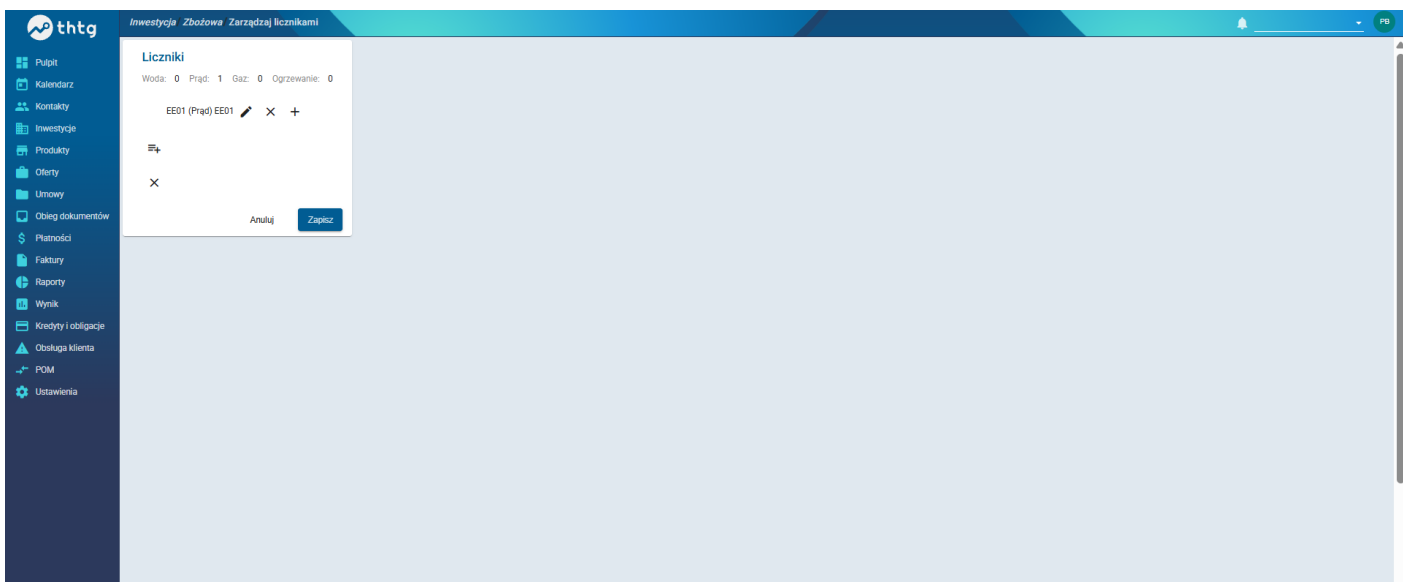 thtg
Inwestycja Zbożowa Zarządzaj licznikami
PB
Pulpit
Kalendarz
Kontakty
Inwestycje
Produkty
Oferty
Umowy
Obieg dokumentów
Płatności
Faktury
Raporty
Wynik
Kredyty i obligacje
Obsługa klienta
POM
Ustawienia
Liczniki
Woda: 0 Prąd: 1 Gaz: 0 Ogrzewanie: 0
EE01 (Prąd) EE01
Anuluj Zapisz